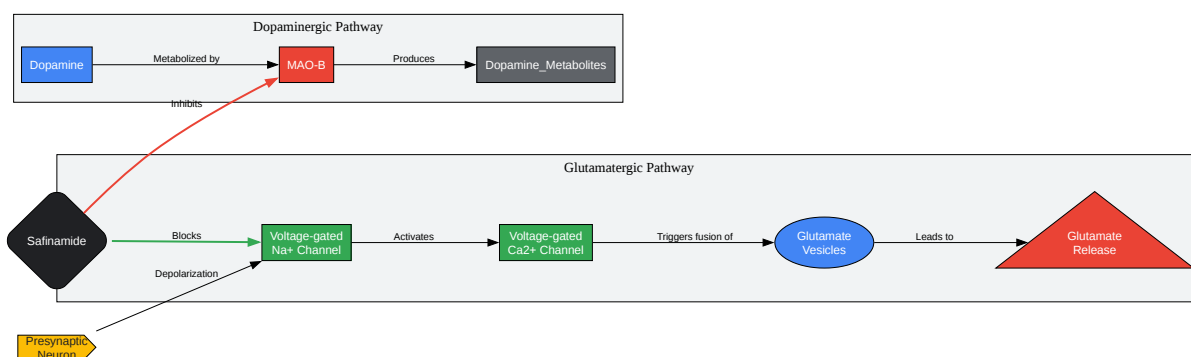 Dopaminergic Pathway
Dopamine
Metabolized by
MAO-B
Produces
Dopamine_Metabolites
Inhibits
Glutamatergic Pathway
Safinamide
Blocks
Voltage-gated
Na+ Channel
Activates
Voltage-gated
Ca2+ Channel
Triggers fusion of
Glutamate
Vesicles
Leads to
Glutamate
Release
Depolarization
Presynaptic
Neuron